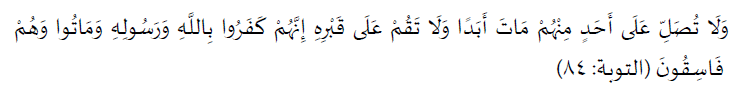 وَلَا تُصَلِّ عَلَى أَحَدٍ مِنْهُمْ مَاتَ أَبَدًا وَلَا تَقُمْ عَلَى قَبْرِهِ إِنَّهُمْ كَفَرُوا بِاللَّهِ وَرَسُولِهِ وَمَاتُوا وَهُمْ
فَاسِقُونَ (التوبة: ٨٤)